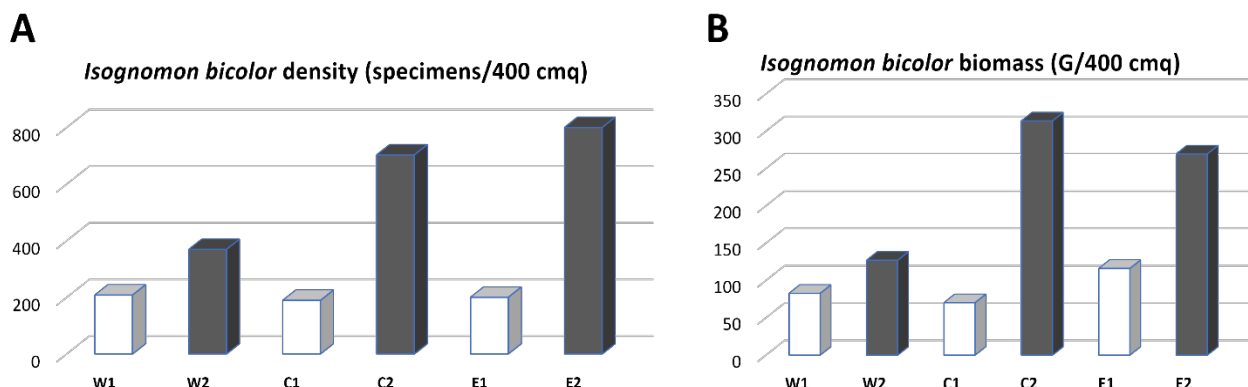 A
Isognomon bicolor density (specimens/400 cmq)
800
600
400
200
0
W1 W2 C1 C2 E1 E2
B
Isognomon bicolor biomass (G/400 cmq)
350
300
250
200
150
100
50
0
W1 W2 C1 C2 E1 E2